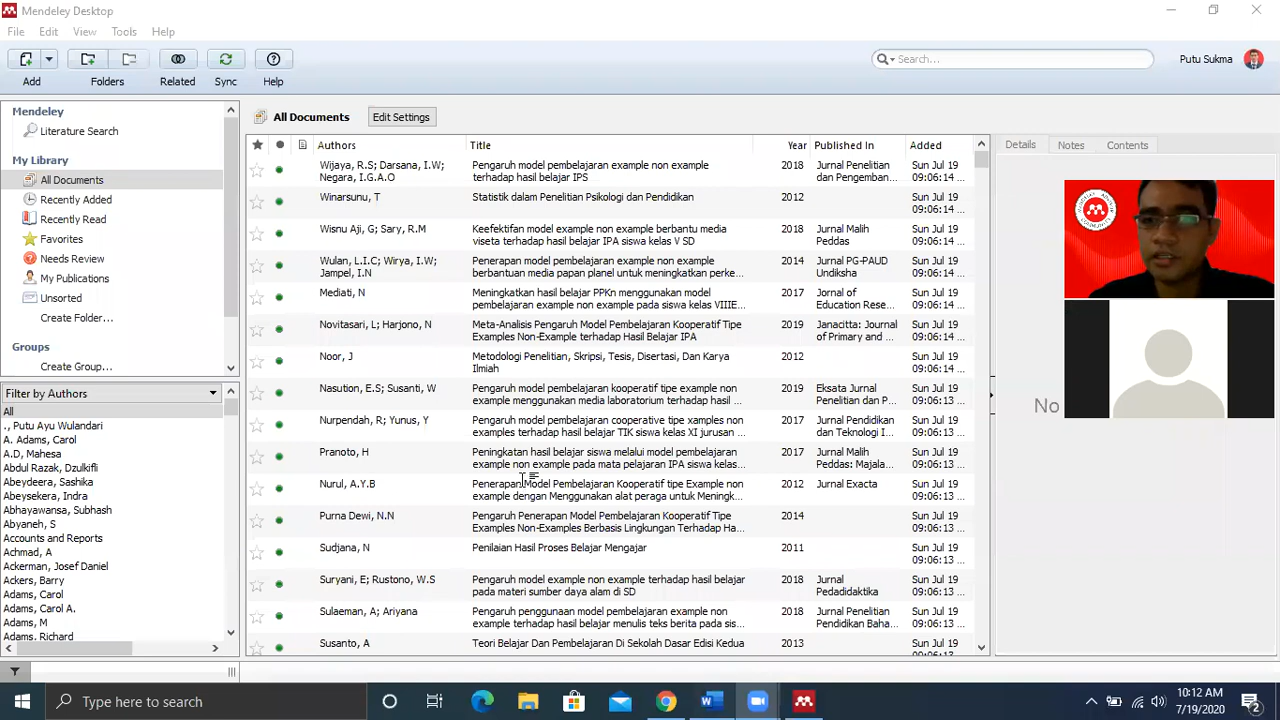 Mendeley Desktop
File Edit View Tools Help
Add Folders Related Sync Help
Search...
Putu Sukma
Mendeley
Literature Search
My Library
All Documents
Recently Added
Recently Read
Favorites
Needs Review
My Publications
Unsorted
Create Folder...
Groups
Create Group...
Filter by Authors
All
., Putu Ayu Wulandari
A. Adams, Carol
A.D, Mahesa
Abdul Razak, Dzulkifli
Abeydeera, Sashika
Abeysekera, Indra
Abhayawansa, Subhash
Abyaneh, S
Accounts and Reports
Achmad, A
Ackerman, Josef Daniel
Ackers, Barry
Adams, Carol
Adams, Carol A.
Adams, M
Adams, Richard
All Documents Edit Settings
Authors Title Year Published In Added
Wijaya, R.S; Darsana, I.W; Pengaruh model pembelajaran example non example 2018 Jurnal Penelitian Sun Jul 19
Negara, I.G.A.O terhadap hasil belajar IPS dan Pengemban... 09:06:14 ...
Winarsunu, T Statistik dalam Penelitian Psikologi dan Pendidikan 2012 Sun Jul 19
09:06:14 ...
Wisnu Aji, G; Sary, R.M Keefektifan model example non example berbantu media 2018 Jurnal Malih Sun Jul 19
viseta terhadap hasil belajar IPA siswa kelas V SD Peddas 09:06:14 ...
Wulan, L.I.C; Wirya, I.W; Penerapan model pembelajaran example non example 2014 Jurnal PG-PAUD Sun Jul 19
Jampel, I.N berbantuan media papan planel untuk meningkatkan perke... Undiksha 09:06:14 ...
Mediati, N Meningkatkan hasil belajar PPKn menggunakan model 2017 Jornal of Sun Jul 19
pembelajaran example non example pada siswa kelas VIIIE... Education Rese... 09:06:14 ...
Novitasari, L; Harjono, N Meta-Analisis Pengaruh Model Pembelajaran Kooperatif Tipe 2019 Janacitta: Journal Sun Jul 19
Examples Non-Example terhadap Hasil Belajar IPA of Primary and ... 09:06:14 ...
Noor, J Metodologi Penelitian, Skripsi, Tesis, Disertasi, Dan Karya 2012 Sun Jul 19
Ilmiah 09:06:14 ...
Nasution, E.S; Susanti, W Pengaruh model pembelajaran kooperatif tipe example non 2019 Eksata Jurnal Sun Jul 19
example menggunakan media laboratorium terhadap hasil ... Penelitian dan P... 09:06:13 ...
Nurpendah, R; Yunus, Y Pengaruh model pembelajaran cooperative tipe xamples non 2017 Jurnal Pendidikan Sun Jul 19
examples terhadap hasil belajar TIK siswa kelas XI jurusan ... dan Teknologi I... 09:06:13 ...
Pranoto, H Peningkatan hasil belajar siswa melalui model pembelajaran 2017 Jurnal Malih Sun Jul 19
example non example pada mata pelajaran IPA siswa kelas... Peddas: Majala... 09:06:13 ...
Nurul, A.Y.B Penerapan Model Pembelajaran Kooperatif tipe Example non 2012 Jurnal Exacta Sun Jul 19
example dengan Menggunakan alat peraga untuk Meningk... 09:06:13 ...
Purna Dewi, N.N Pengaruh Penerapan Model Pembelajaran Kooperatif Tipe 2014 Sun Jul 19
Examples Non-Examples Berbasis Lingkungan Terhadap Ha... 09:06:13 ...
Sudjana, N Penilaian Hasil Proses Belajar Mengajar 2011 Sun Jul 19
09:06:13 ...
Suryani, E; Rustono, W.S Pengaruh model example non example terhadap hasil belajar 2018 Jurnal Sun Jul 19
pada materi sumber daya alam di SD Pedadidaktika 09:06:13 ...
Sulaeman, A; Ariyana Pengaruh penggunaan model pembelajaran example non 2018 Jurnal Penelitian Sun Jul 19
example terhadap hasil belajar menulis teks berita pada sis... Pendidikan Baha... 09:06:13 ...
Susanto, A Teori Belajar Dan Pembelajaran Di Sekolah Dasar Edisi Kedua 2013 Sun Jul 19
09:06:13 ...
Details Notes Contents
No
Type here to search
10:12 AM
7/19/2020
2